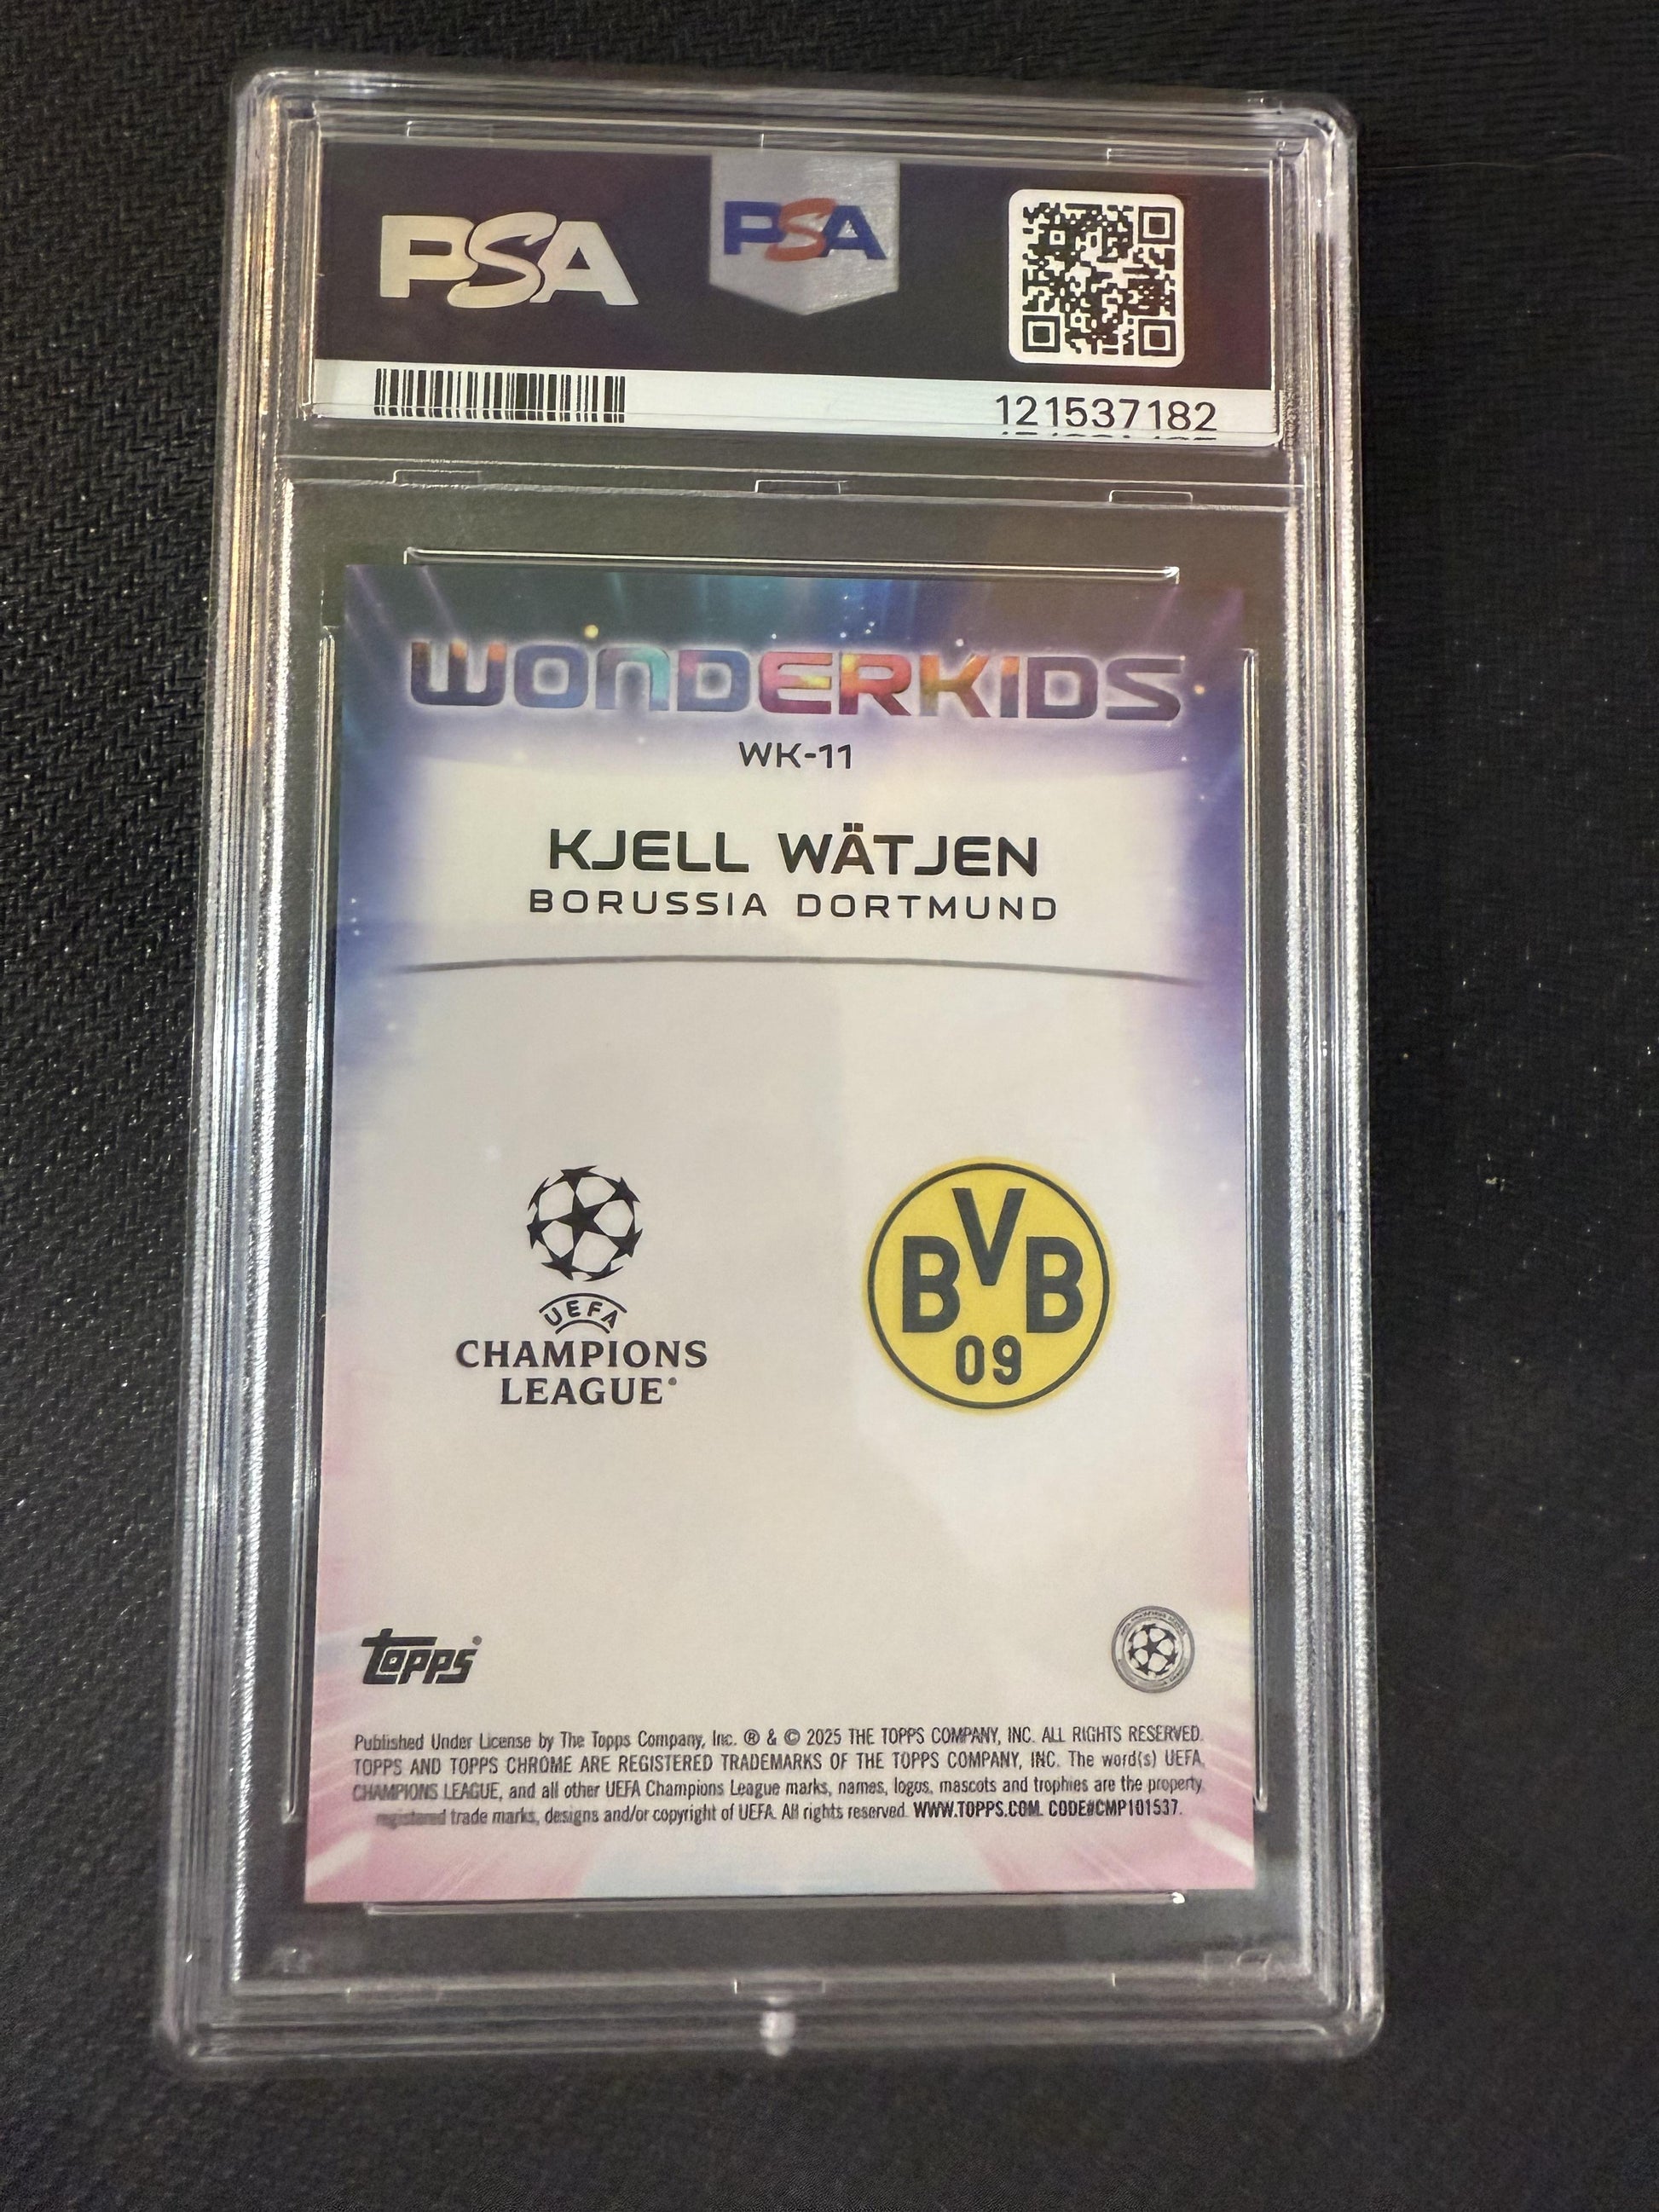 PSA
PSA
121537182
WONDERKIDS
WK-11
KJELL WÄTJEN
BORUSSIA DORTMUND
UEFA
CHAMPIONS
LEAGUE
BVB
09
Topps
Published Under License by The Topps Company, Inc. ® & © 2025 THE TOPPS COMPANY, INC. ALL RIGHTS RESERVED.
TOPPS AND TOPPS CHROME ARE REGISTERED TRADEMARKS OF THE TOPPS COMPANY, INC. The word(s) UEFA,
CHAMPIONS LEAGUE, and all other UEFA Champions League marks, names, logos, mascots and trophies are the property,
registered trade marks, designs and/or copyright of UEFA. All rights reserved. WWW.TOPPS.COM. CODE#CMP101537.